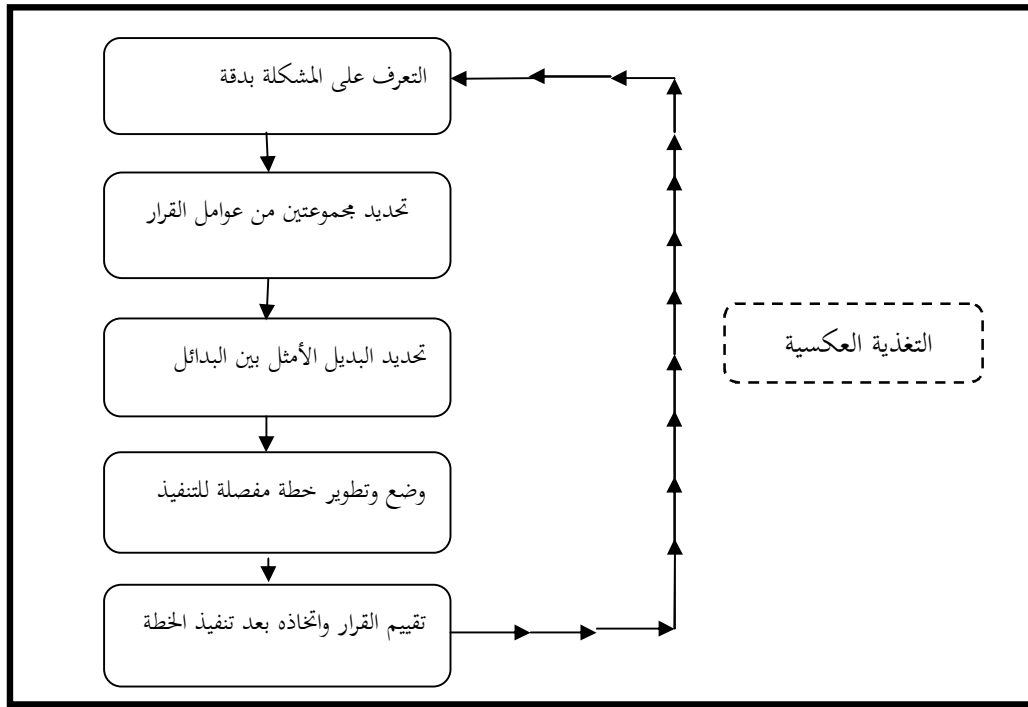 التعرف على المشكلة بدقة
تحديد مجموعتين من عوامل القرار
تحديد البديل الأمثل بين البدائل
التغذية العكسية
وضع وتطوير خطة مفصلة للتنفيذ
تقييم القرار واتخاذه بعد تنفيذ الخطة